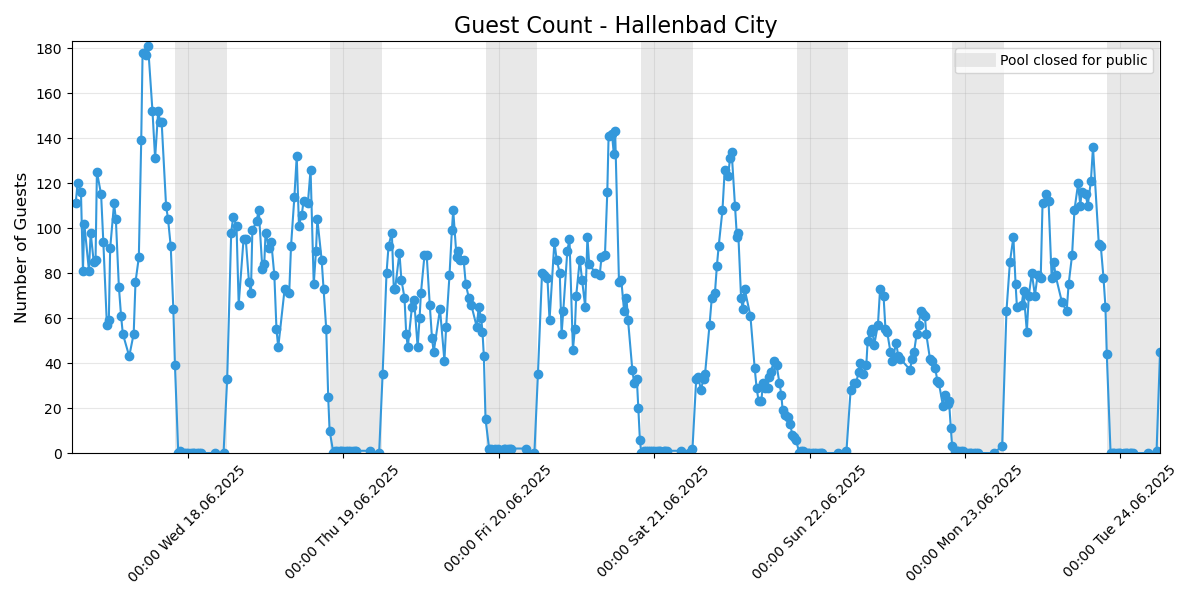 Guest Count - Hallenbad City
Pool closed for public
Number of Guests
180
160
140
120
100
80
60
40
20
0
00:00 Wed 18.06.2025
00:00 Thu 19.06.2025
00:00 Fri 20.06.2025
00:00 Sat 21.06.2025
00:00 Sun 22.06.2025
00:00 Mon 23.06.2025
00:00 Tue 24.06.2025